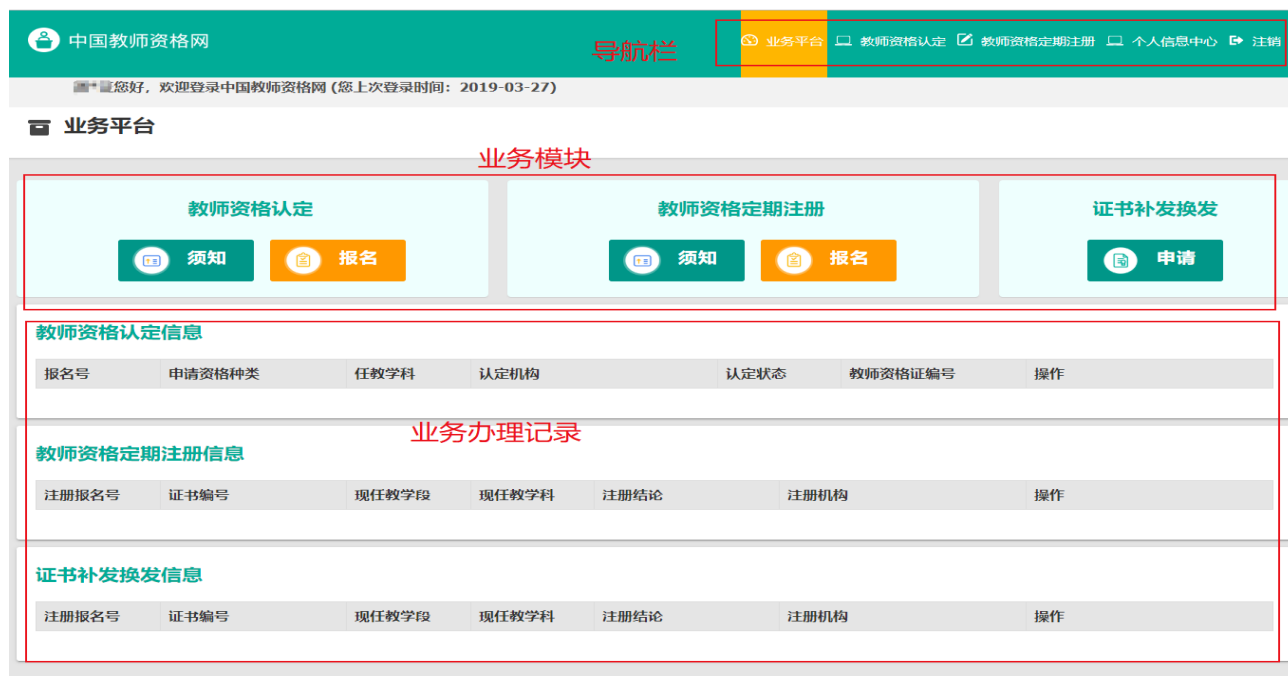 中国教师资格网
导航栏
业务平台 教师资格认定 教师资格定期注册 个人信息中心 注销
您好，欢迎登录中国教师资格网 (您上次登录时间：2019-03-27)
业务平台
业务模块
教师资格认定 教师资格定期注册 证书补发换发
须知 报名 须知 报名 申请
教师资格认定信息
报名号 申请资格种类 任教学科 认定机构 认定状态 教师资格证编号 操作
业务办理记录
教师资格定期注册信息
注册报名号 证书编号 现任教学段 现任教学科 注册结论 注册机构 操作
证书补发换发信息
注册报名号 证书编号 现任教学段 现任教学科 注册结论 注册机构 操作